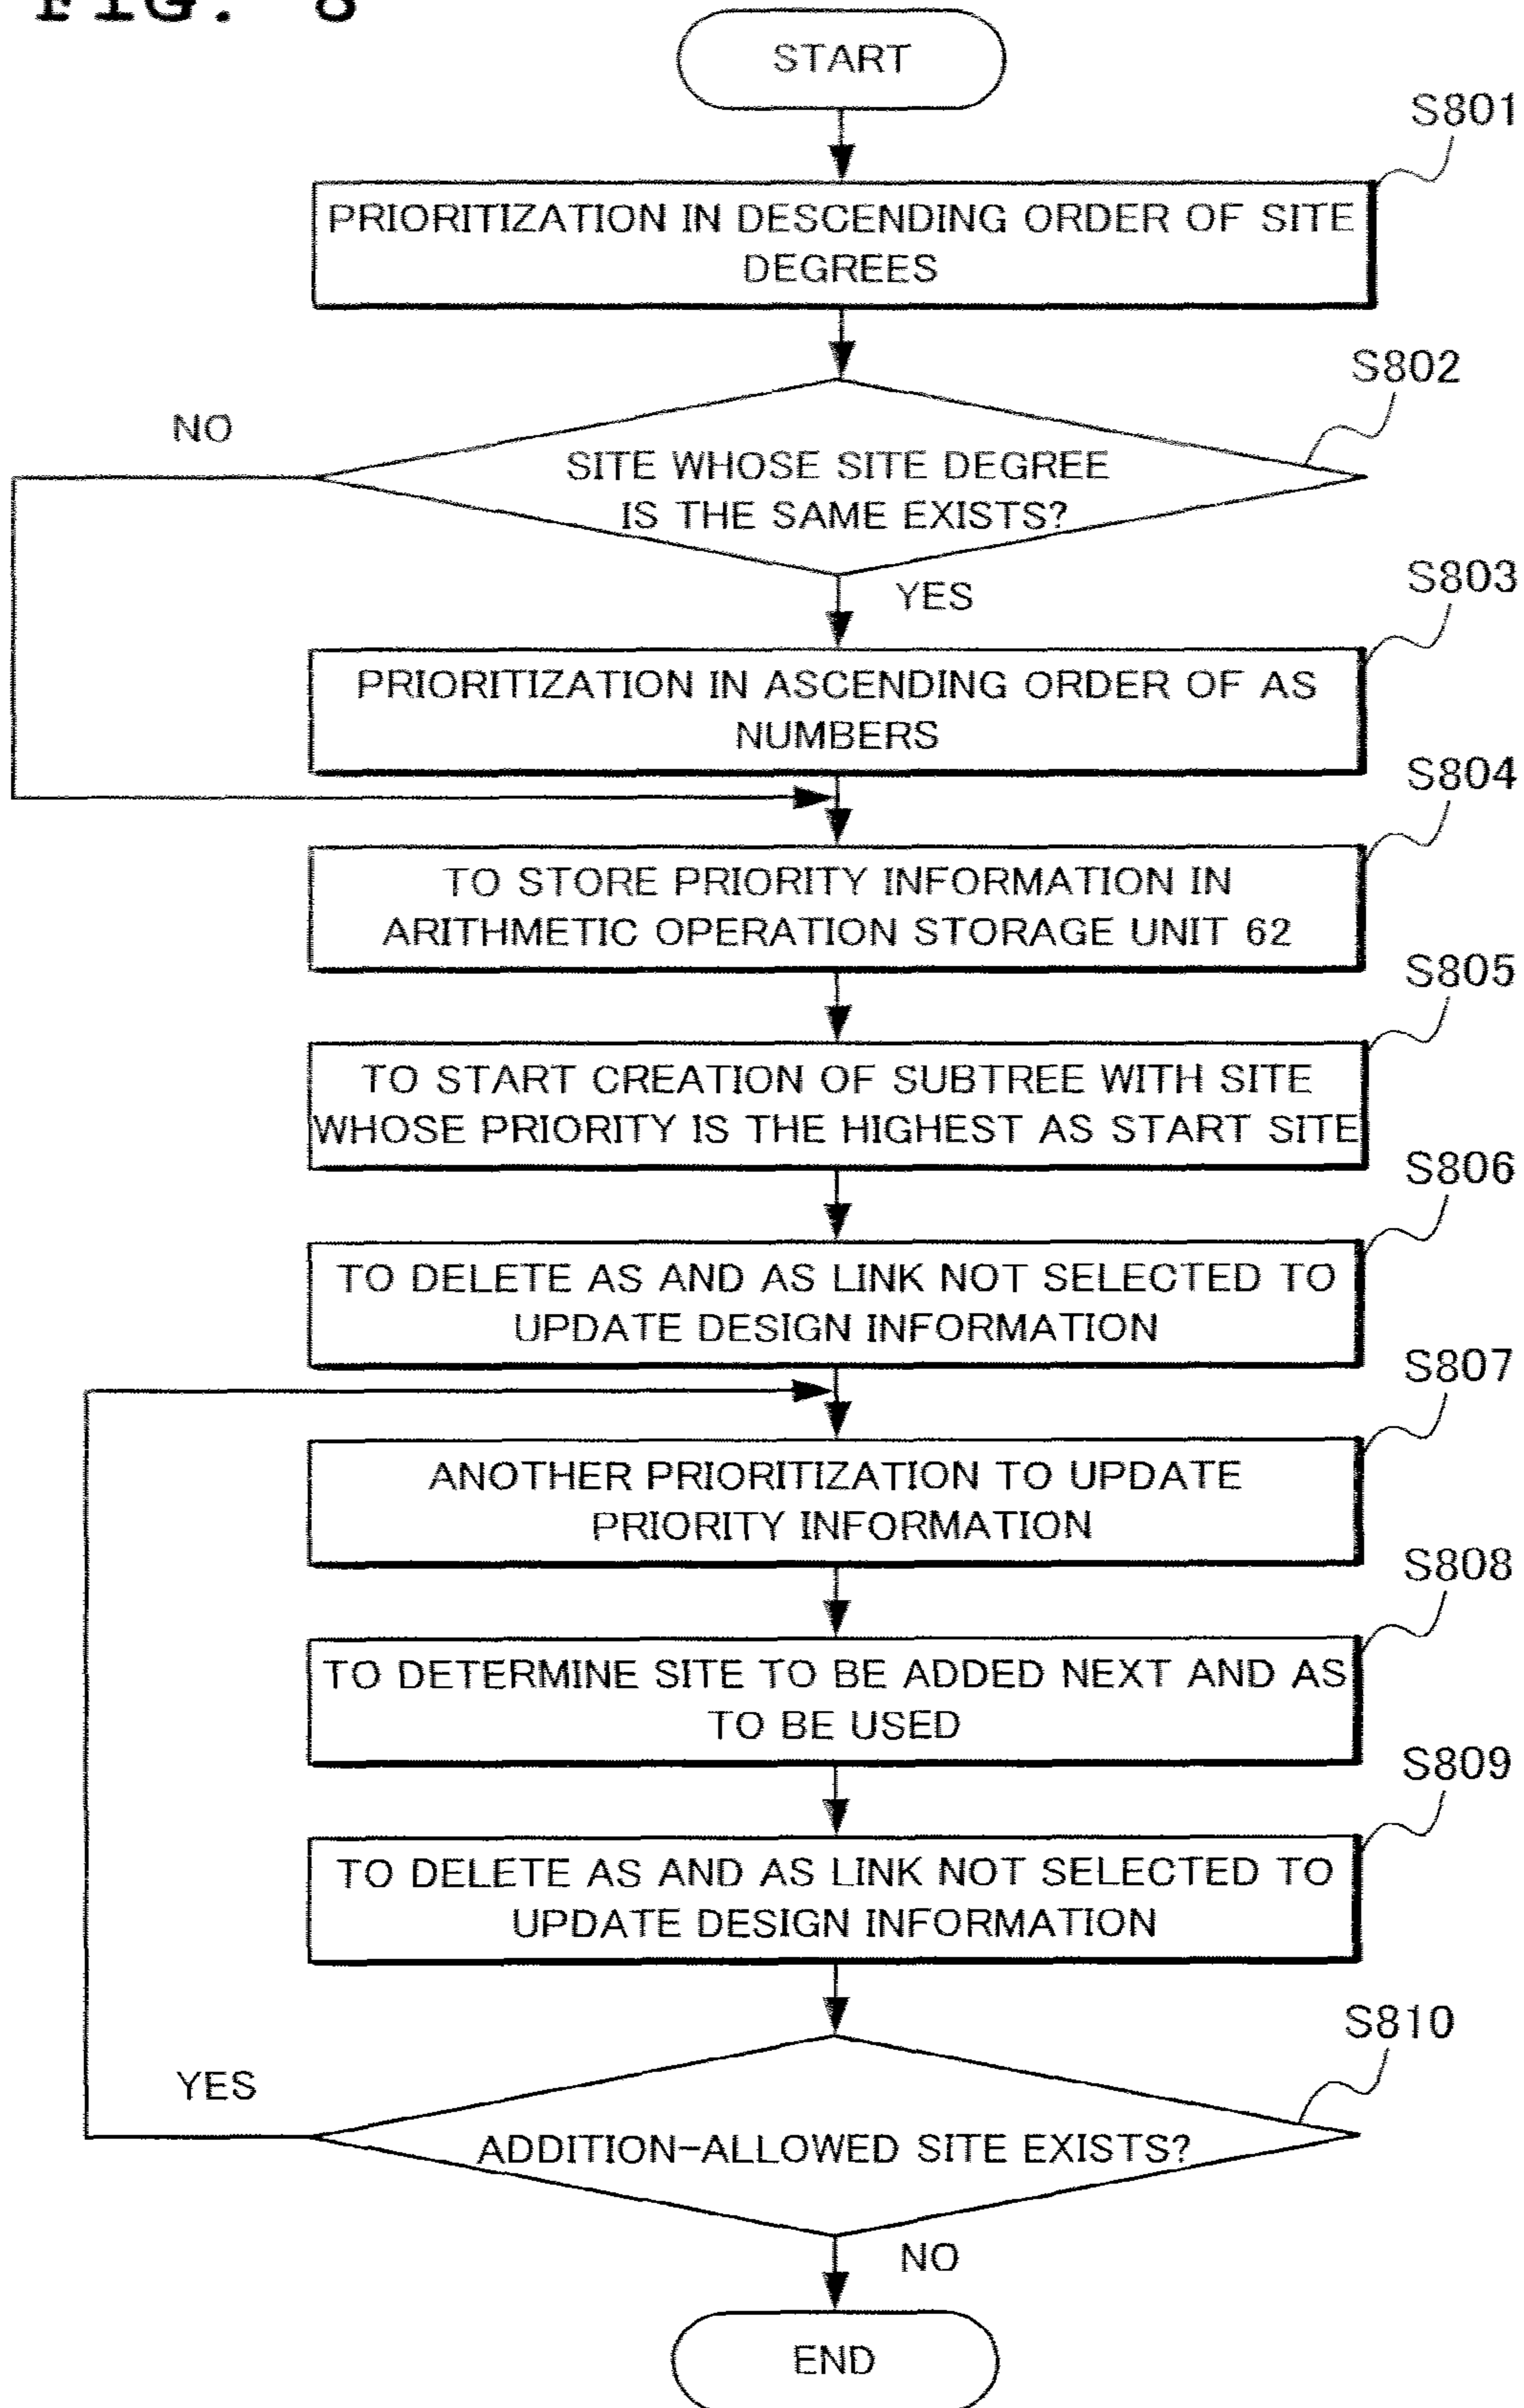 FIG. 8
START
S801
PRIORITIZATION IN DESCENDING ORDER OF SITE
DEGREES
S802
NO
SITE WHOSE SITE DEGREE
IS THE SAME EXISTS?
YES
S803
PRIORITIZATION IN ASCENDING ORDER OF AS
NUMBERS
S804
TO STORE PRIORITY INFORMATION IN
ARITHMETIC OPERATION STORAGE UNIT 62
S805
TO START CREATION OF SUBTREE WITH SITE
WHOSE PRIORITY IS THE HIGHEST AS START SITE
S806
TO DELETE AS AND AS LINK NOT SELECTED TO
UPDATE DESIGN INFORMATION
S807
ANOTHER PRIORITIZATION TO UPDATE
PRIORITY INFORMATION
S808
TO DETERMINE SITE TO BE ADDED NEXT AND AS
TO BE USED
S809
TO DELETE AS AND AS LINK NOT SELECTED TO
UPDATE DESIGN INFORMATION
S810
YES
ADDITION-ALLOWED SITE EXISTS?
NO
END